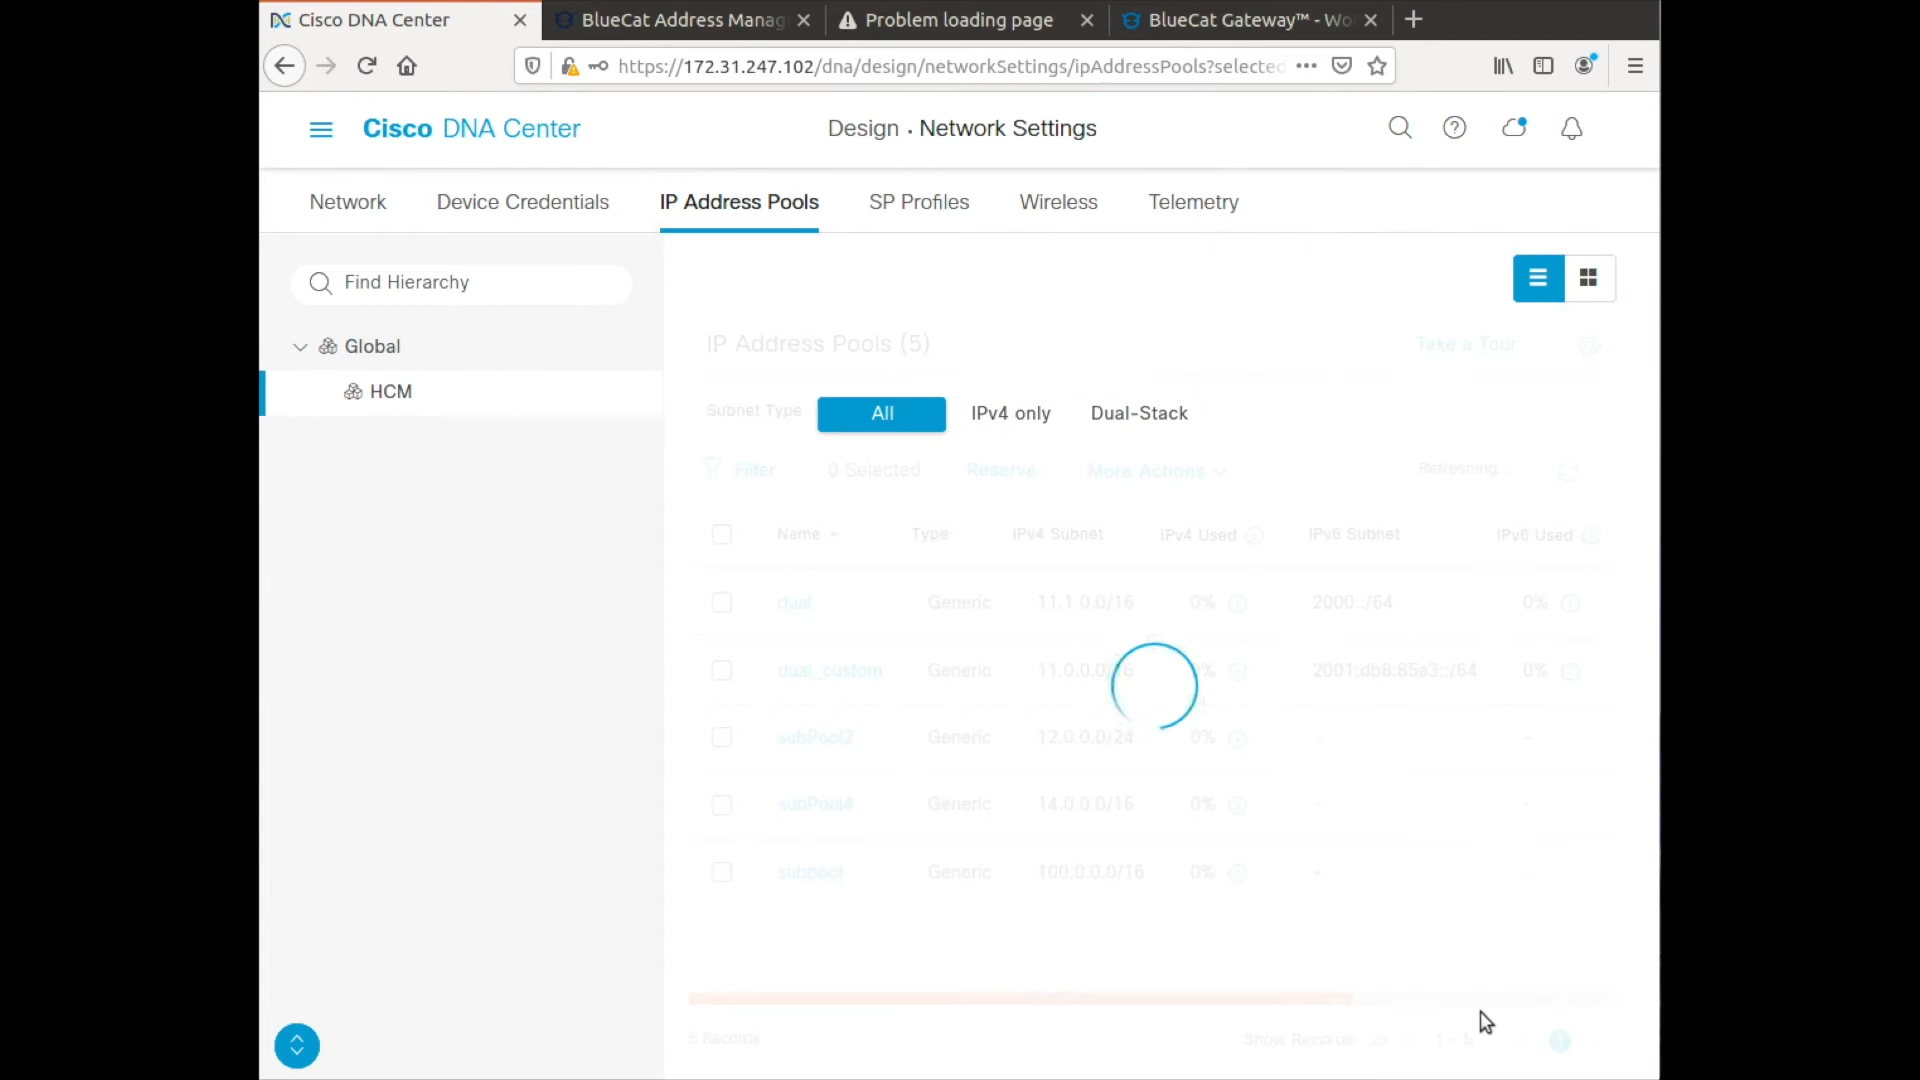 Cisco DNA Center
BlueCat Address Manag
Problem loading page
BlueCat Gateway™ - Wo
https://172.31.247.102/dna/design/networkSettings/ipAddressPools?selected
Cisco DNA Center
Design · Network Settings
Network Device Credentials IP Address Pools SP Profiles Wireless Telemetry
Find Hierarchy
Global
HCM
IP Address Pools (5)
Take a Tour
Subnet Type All IPv4 only Dual-Stack
Filter 0 Selected Reserve More Actions Refreshing
Name Type IPv4 Subnet IPv4 Used IPv6 Subnet IPv6 Used
dual Generic 11.1.0.0/16 0% 2000::/64 0%
dual_custom Generic 11.0.0.0/16 % 2001:db8:85a3::/64 0%
subPool2 Generic 12.0.0.0/24 0% - -
subPool4 Generic 14.0.0.0/16 0% - -
subpool Generic 100.0.0.0/16 0% -
5 Records
Show Records: 1 - 5